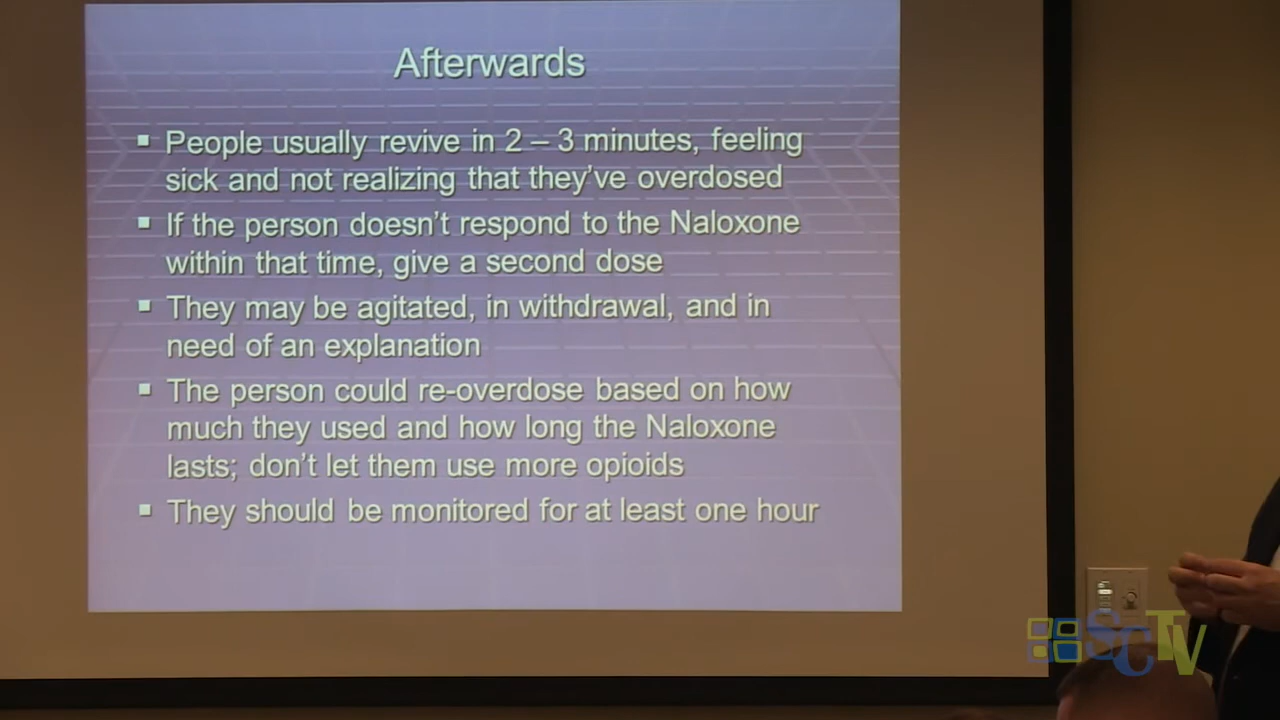 Afterwards
▪ People usually revive in 2 – 3 minutes, feeling
sick and not realizing that they've overdosed
▪ If the person doesn't respond to the Naloxone
within that time, give a second dose
▪ They may be agitated, in withdrawal, and in
need of an explanation
▪ The person could re-overdose based on how
much they used and how long the Naloxone
lasts; don't let them use more opioids
▪ They should be monitored for at least one hour
SCTV